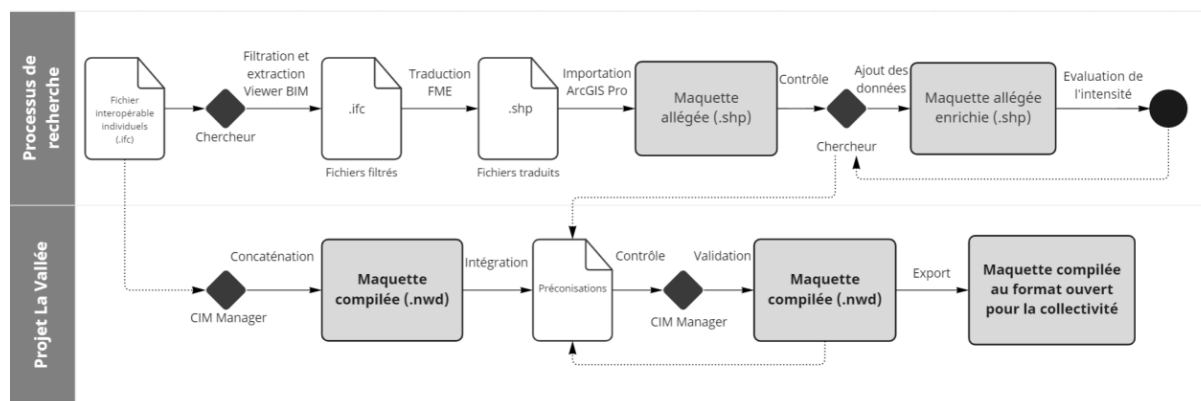 Processus de
recherche
Fichier
interopérable
individuels
(.ifc)
Chercheur
Filtration et
extraction
Viewer BIM
.ifc
Fichiers filtrés
Traduction
FME
.shp
Fichiers traduits
Importation
ArcGIS Pro
Maquette
allégée (.shp)
Contrôle
Chercheur
Ajout des
données
Maquette allégée
enrichie (.shp)
Evaluation de
l'intensité
Projet La Vallée
CIM Manager
Concaténation
Maquette
compilée (.nwd)
Intégration
Préconisations
Contrôle
CIM Manager
Validation
Maquette
compilée (.nwd)
Export
Maquette compilée
au format ouvert
pour la collectivité